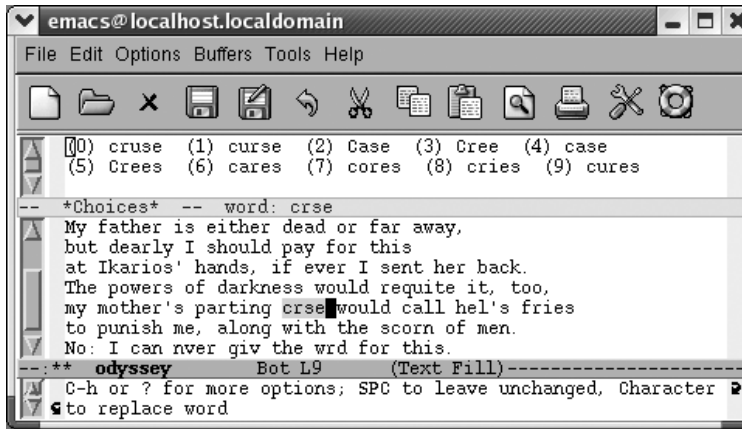 emacs@localhost.localdomain
File Edit Options Buffers Tools Help
(0) cruse (1) curse (2) Case (3) Cree (4) case
(5) Crees (6) cares (7) cores (8) cries (9) cures
-- *Choices* -- word: crse
My father is either dead or far away,
but dearly I should pay for this
at Ikarios' hands, if ever I sent her back.
The powers of darkness would requite it, too,
my mother's parting crse would call hel's fries
to punish me, along with the scorn of men.
No: I can nver giv the wrd for this.
--:** odyssey Bot L9 (Text Fill)----------------------
C-h or ? for more options; SPC to leave unchanged, Character
to replace word